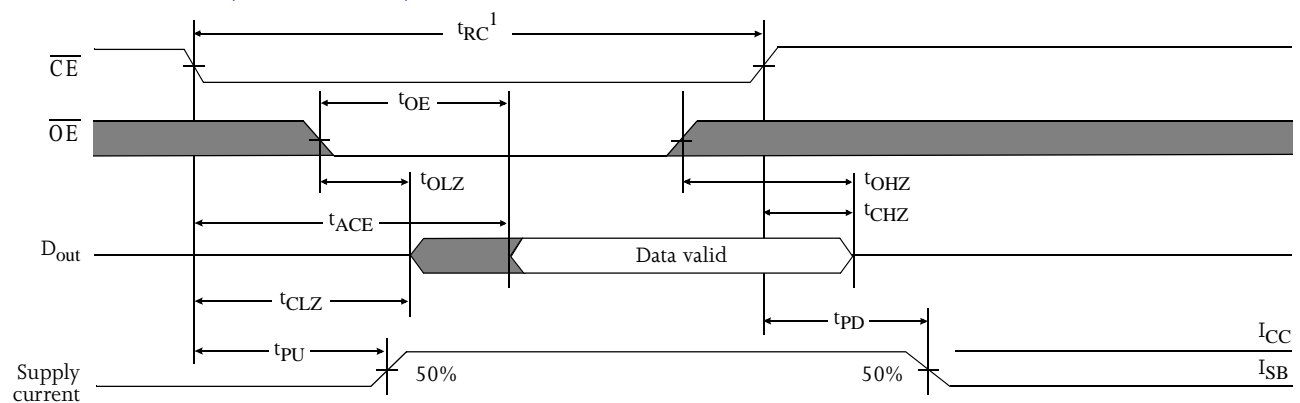 tRC1
CE
tOE
OE
tOLZ
tOHZ
tACE
tCHZ
Dout
Data valid
tCLZ
tPD
tPU
ICC
Supply
current
50%
50%
ISB